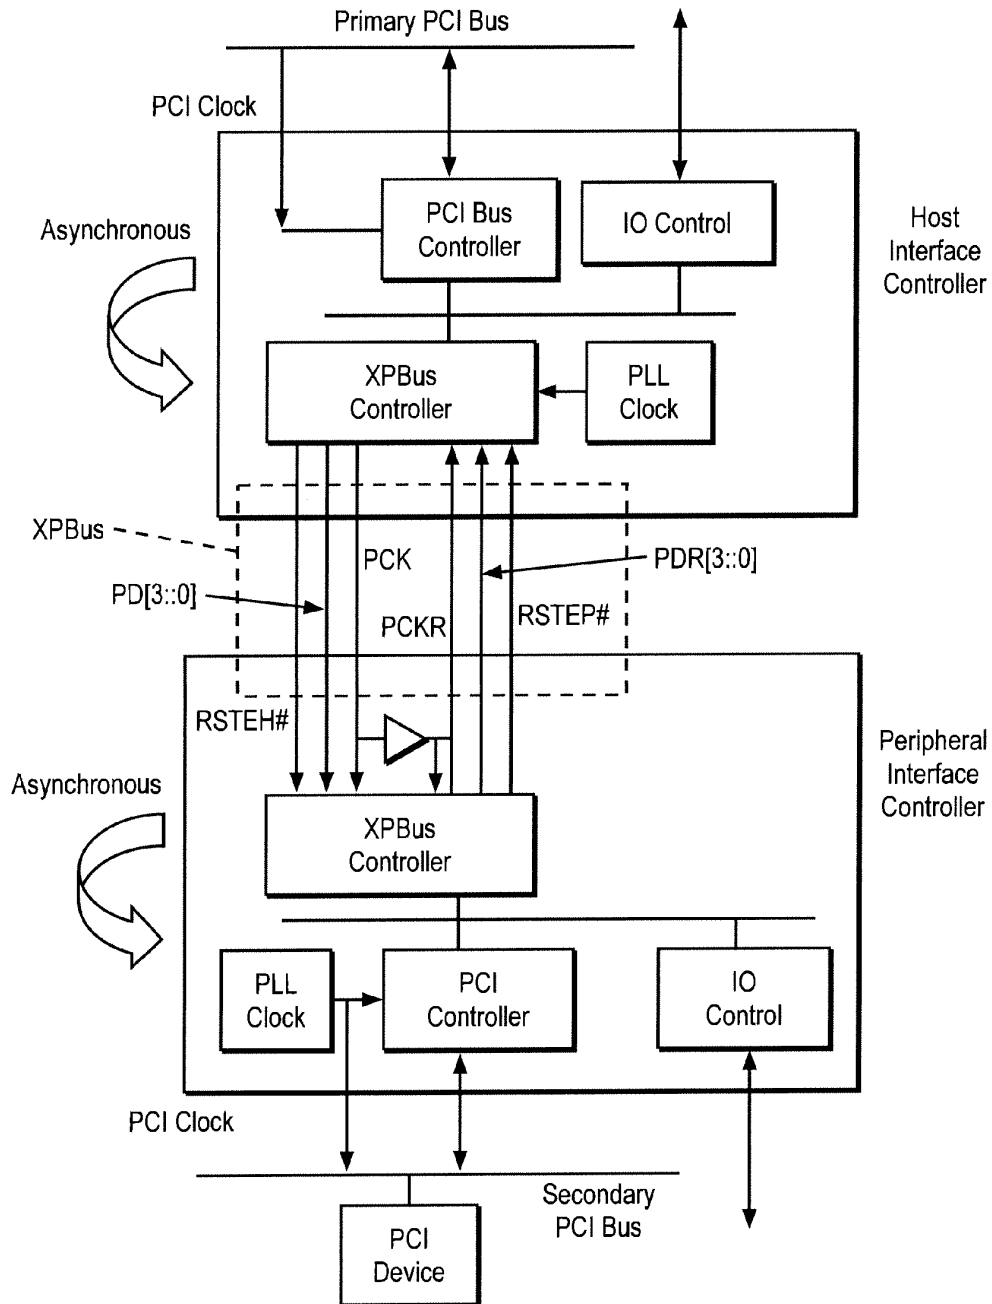 Primary PCI Bus
PCI Clock
PCI Bus
Controller
IO Control
Asynchronous
Host
Interface
Controller
XPBus
Controller
PLL
Clock
XPBus
PCK
PDR[3::0]
PD[3::0]
PCKR
RSTEP#
RSTEH#
Peripheral
Interface
Controller
Asynchronous
XPBus
Controller
PLL
Clock
PCI
Controller
IO
Control
PCI Clock
Secondary
PCI Bus
PCI
Device